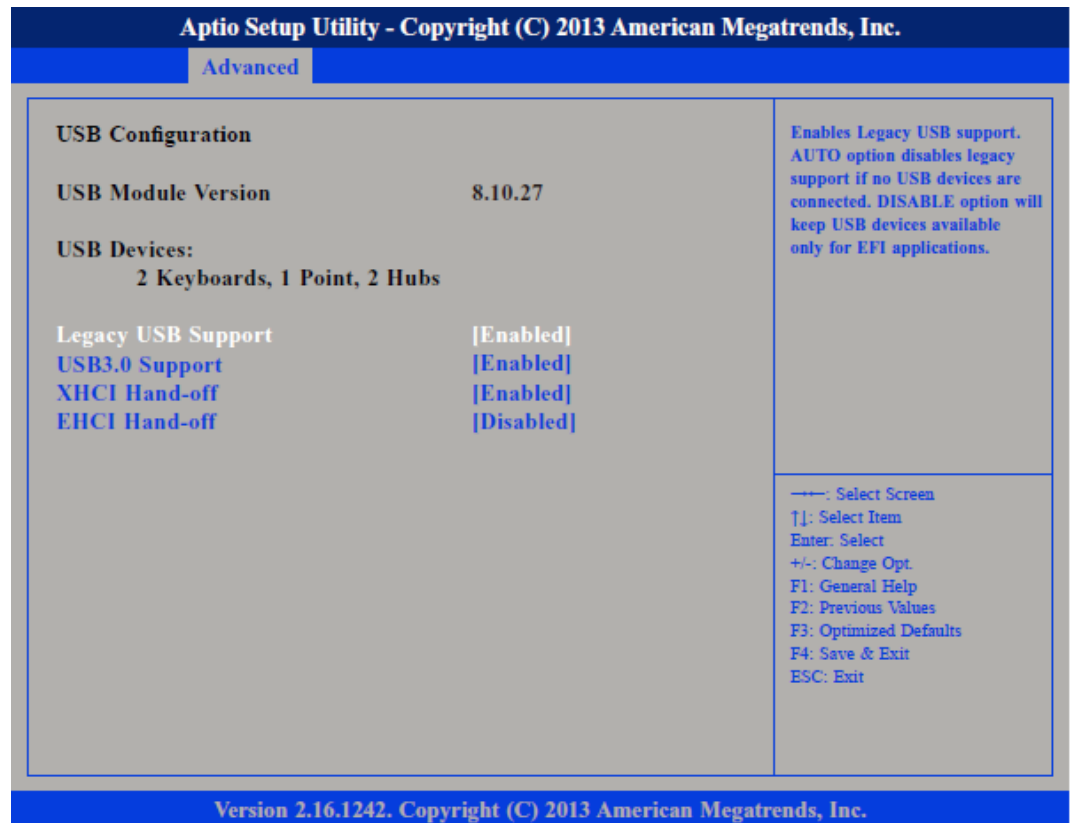 Aptio Setup Utility - Copyright (C) 2013 American Megatrends, Inc.
Advanced
USB Configuration
USB Module Version 8.10.27
USB Devices:
2 Keyboards, 1 Point, 2 Hubs
Legacy USB Support [Enabled]
USB3.0 Support [Enabled]
XHCI Hand-off [Enabled]
EHCI Hand-off [Disabled]
Enables Legacy USB support.
AUTO option disables legacy
support if no USB devices are
connected. DISABLE option will
keep USB devices available
only for EFI applications.
→←: Select Screen
↑↓: Select Item
Enter: Select
+/-: Change Opt.
F1: General Help
F2: Previous Values
F3: Optimized Defaults
F4: Save & Exit
ESC: Exit
Version 2.16.1242. Copyright (C) 2013 American Megatrends, Inc.